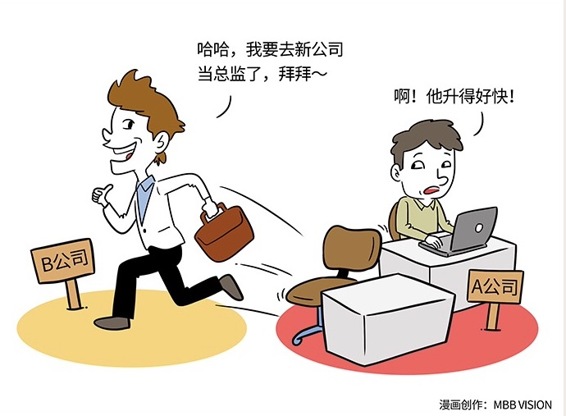 哈哈，我要去新公司
当总监了，拜拜～
啊！他升得好快！
B公司
A公司
漫画创作：MBB VISION